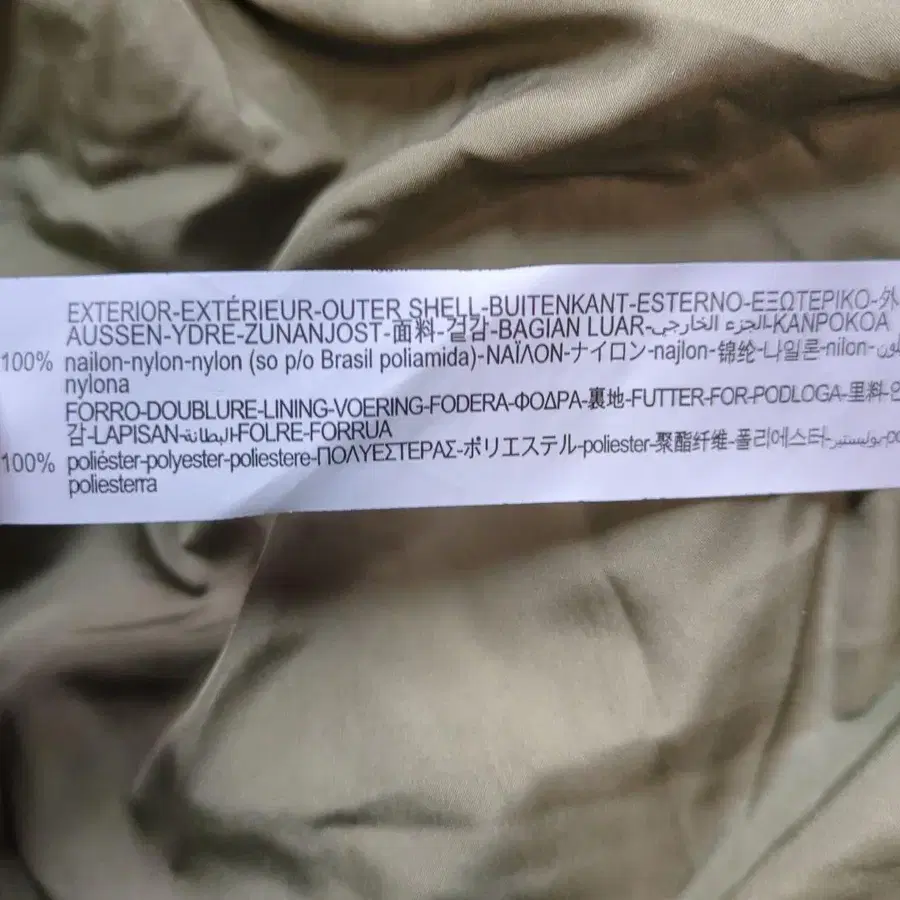 EXTERIOR-EXTÉRIEUR-OUTER SHELL-BUITENKANT-ESTERNO-ΕΞΩΤΕΡΙΚΟ-外
AUSSEN-YDRE-ZUNANJOST-面料-겉감-BAGIAN LUAR-الجزء الخارجي-KANPOKOA
100% nailon-nylon-nylon (so p/o Brasil poliamida)-ΝΑΪΛΟΝ-ナイロン-najlon-锦纶-나일론-nilon-
nylona
FORRO-DOUBLURE-LINING-VOERING-FODERA-ΦΟΔΡΑ-裏地-FUTTER-FOR-PODLOGA-里料-
감-LAPISAN-البطانة-FOLRE-FORRUA
100% poliéster-polyester-poliestere-ΠΟΛΥΕΣΤΕΡΑΣ-ポリエステル-poliester-聚酯纤维-폴리에스터-بوليستير-
poliesterra